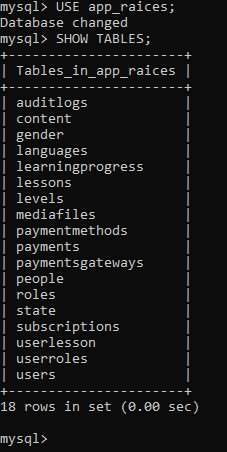 mysql> USE app_raices;
Database changed
mysql> SHOW TABLES;
+----------------------+
| Tables_in_app_raices |
+----------------------+
| auditlogs            |
| content              |
| gender               |
| languages            |
| learningprogress     |
| lessons              |
| levels               |
| mediafiles           |
| paymentmethods       |
| payments             |
| paymentsgateways     |
| people               |
| roles                |
| state                |
| subscriptions        |
| userlesson           |
| userroles            |
| users                |
+----------------------+
18 rows in set (0.00 sec)
mysql>